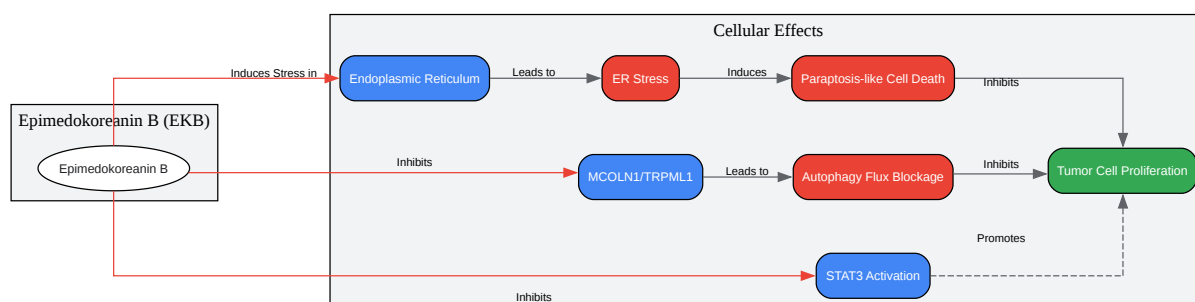 Cellular Effects
Induces Stress in
Endoplasmic Reticulum
Leads to
ER Stress
Induces
Paraptosis-like Cell Death
Inhibits
Epimedokoreanin B (EKB)
Epimedokoreanin B
Inhibits
MCOLN1/TRPML1
Leads to
Autophagy Flux Blockage
Inhibits
Tumor Cell Proliferation
Promotes
STAT3 Activation
Inhibits